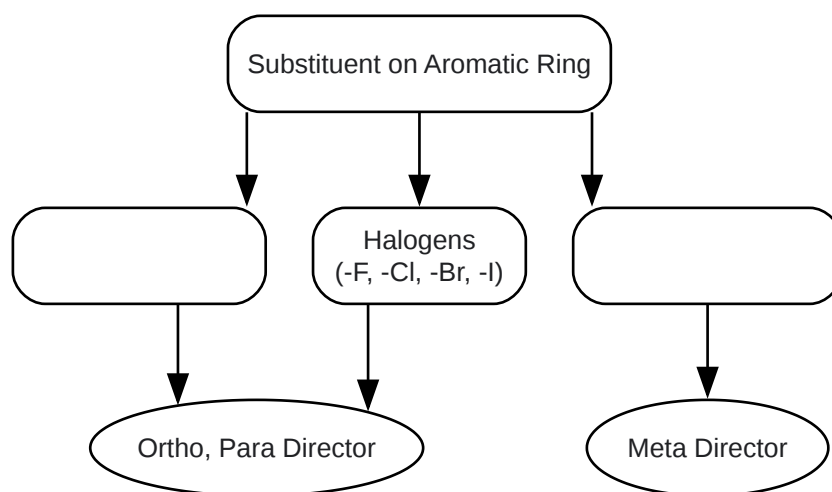 Substituent on Aromatic Ring
Halogens
(-F, -Cl, -Br, -I)
Ortho, Para Director
Meta Director